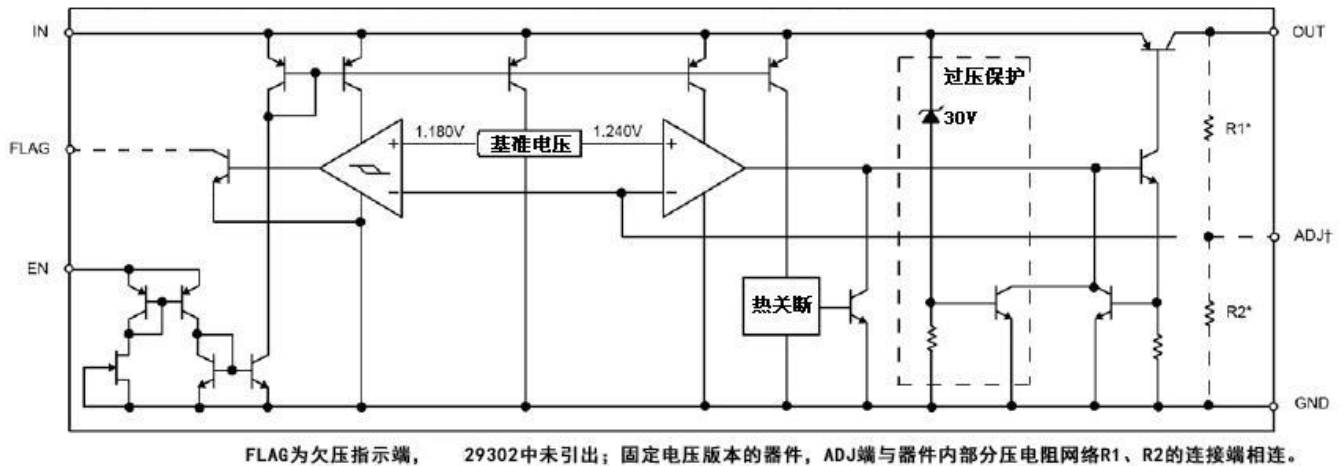 IN
OUT
过压保护
30V
R1*
FLAG
1.180V
基准电压
1.240V
+
+
−
−
ADJ†
EN
热关断
R2*
GND
FLAG为欠压指示端， 29302中未引出；固定电压版本的器件，ADJ端与器件内部分压电阻网络R1、R2的连接端相连。